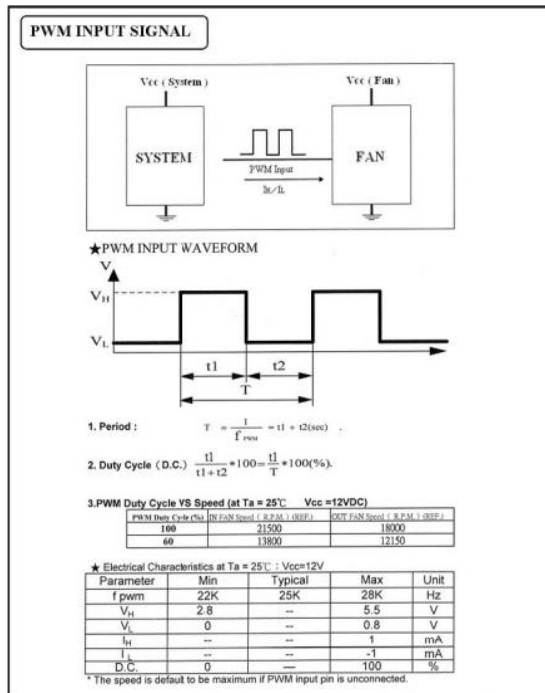 PWM INPUT SIGNAL
Vcc ( System )
Vcc ( Fan )
SYSTEM
FAN
PWM Input
IH/IL
★PWM INPUT WAVEFORM
V
VH
VL
t1
t2
T
1. Period : T = 1/f PWM = t1 + t2(sec) .
2. Duty Cycle (D.C.) t1/t1+t2 *100= t1/T *100(%).
3.PWM Duty Cycle VS Speed (at Ta = 25℃ Vcc =12VDC)
PWM Duty Cycle (%) IN FAN Speed ( R.P.M. ) (REF.) OUT FAN Speed ( R.P.M. ) (REF.)
100 21500 18000
60 13800 12150
★ Electrical Characteristics at Ta = 25℃ : Vcc=12V
Parameter Min Typical Max Unit
f pwm 22K 25K 28K Hz
VH 2.8 -- 5.5 V
VL 0 -- 0.8 V
IH -- -- 1 mA
IL -- -- -1 mA
D.C. 0 — 100 %
* The speed is default to be maximum if PWM input pin is unconnected.